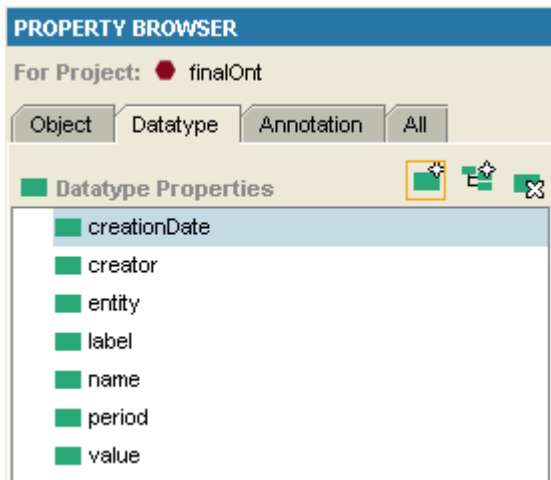 PROPERTY BROWSER
For Project: finalOnt
Object Datatype Annotation All
Datatype Properties
creationDate
creator
entity
label
name
period
value